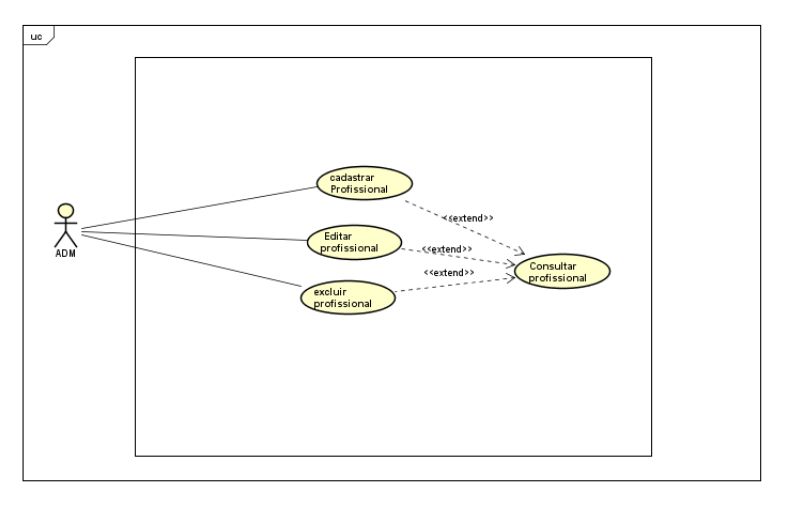 uc
cadastrar
Profissional
<<extend>>
ADM
Editar
profissional
<<extend>>
Consultar
profissional
<<extend>>
excluir
profissional